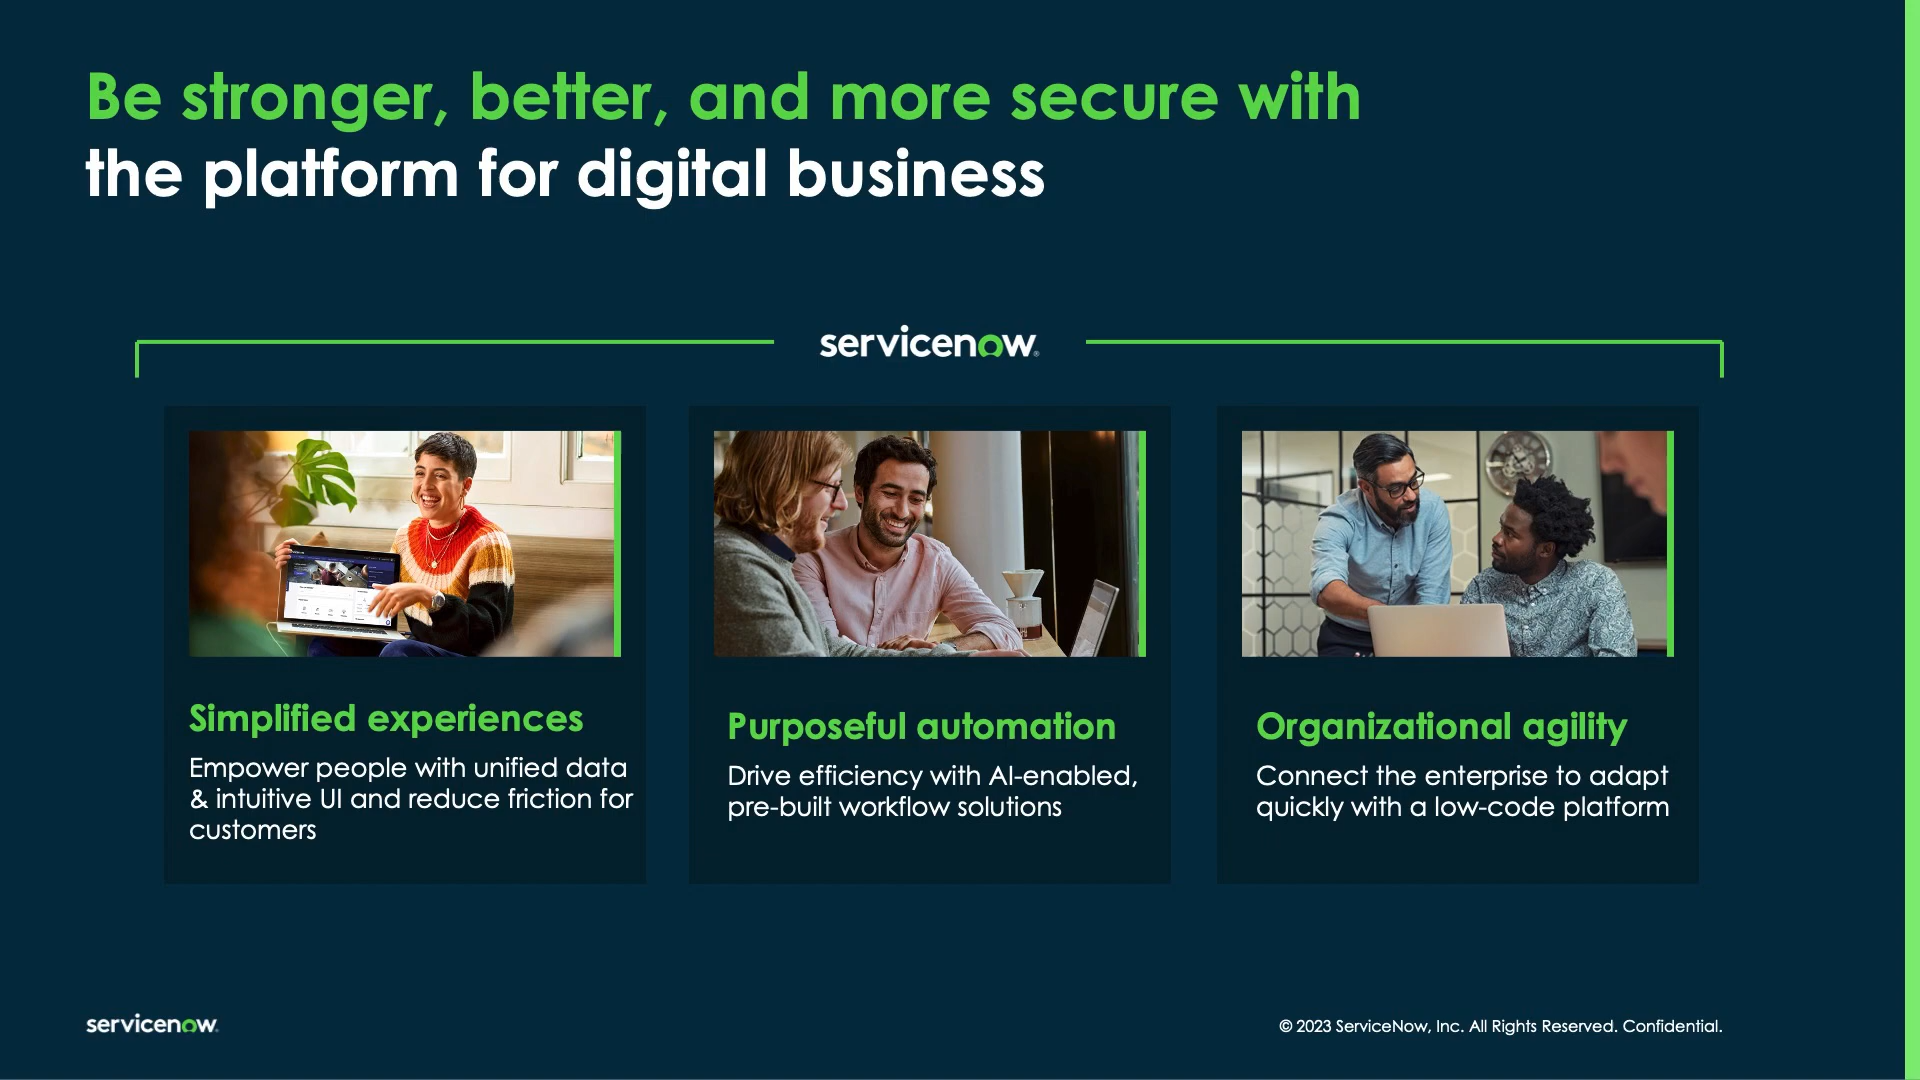 Be stronger, better, and more secure with
the platform for digital business
servicenow®
Simplified experiences
Empower people with unified data
& intuitive UI and reduce friction for
customers
Purposeful automation
Drive efficiency with AI-enabled,
pre-built workflow solutions
Organizational agility
Connect the enterprise to adapt
quickly with a low-code platform
servicenow
© 2023 ServiceNow, Inc. All Rights Reserved. Confidential.